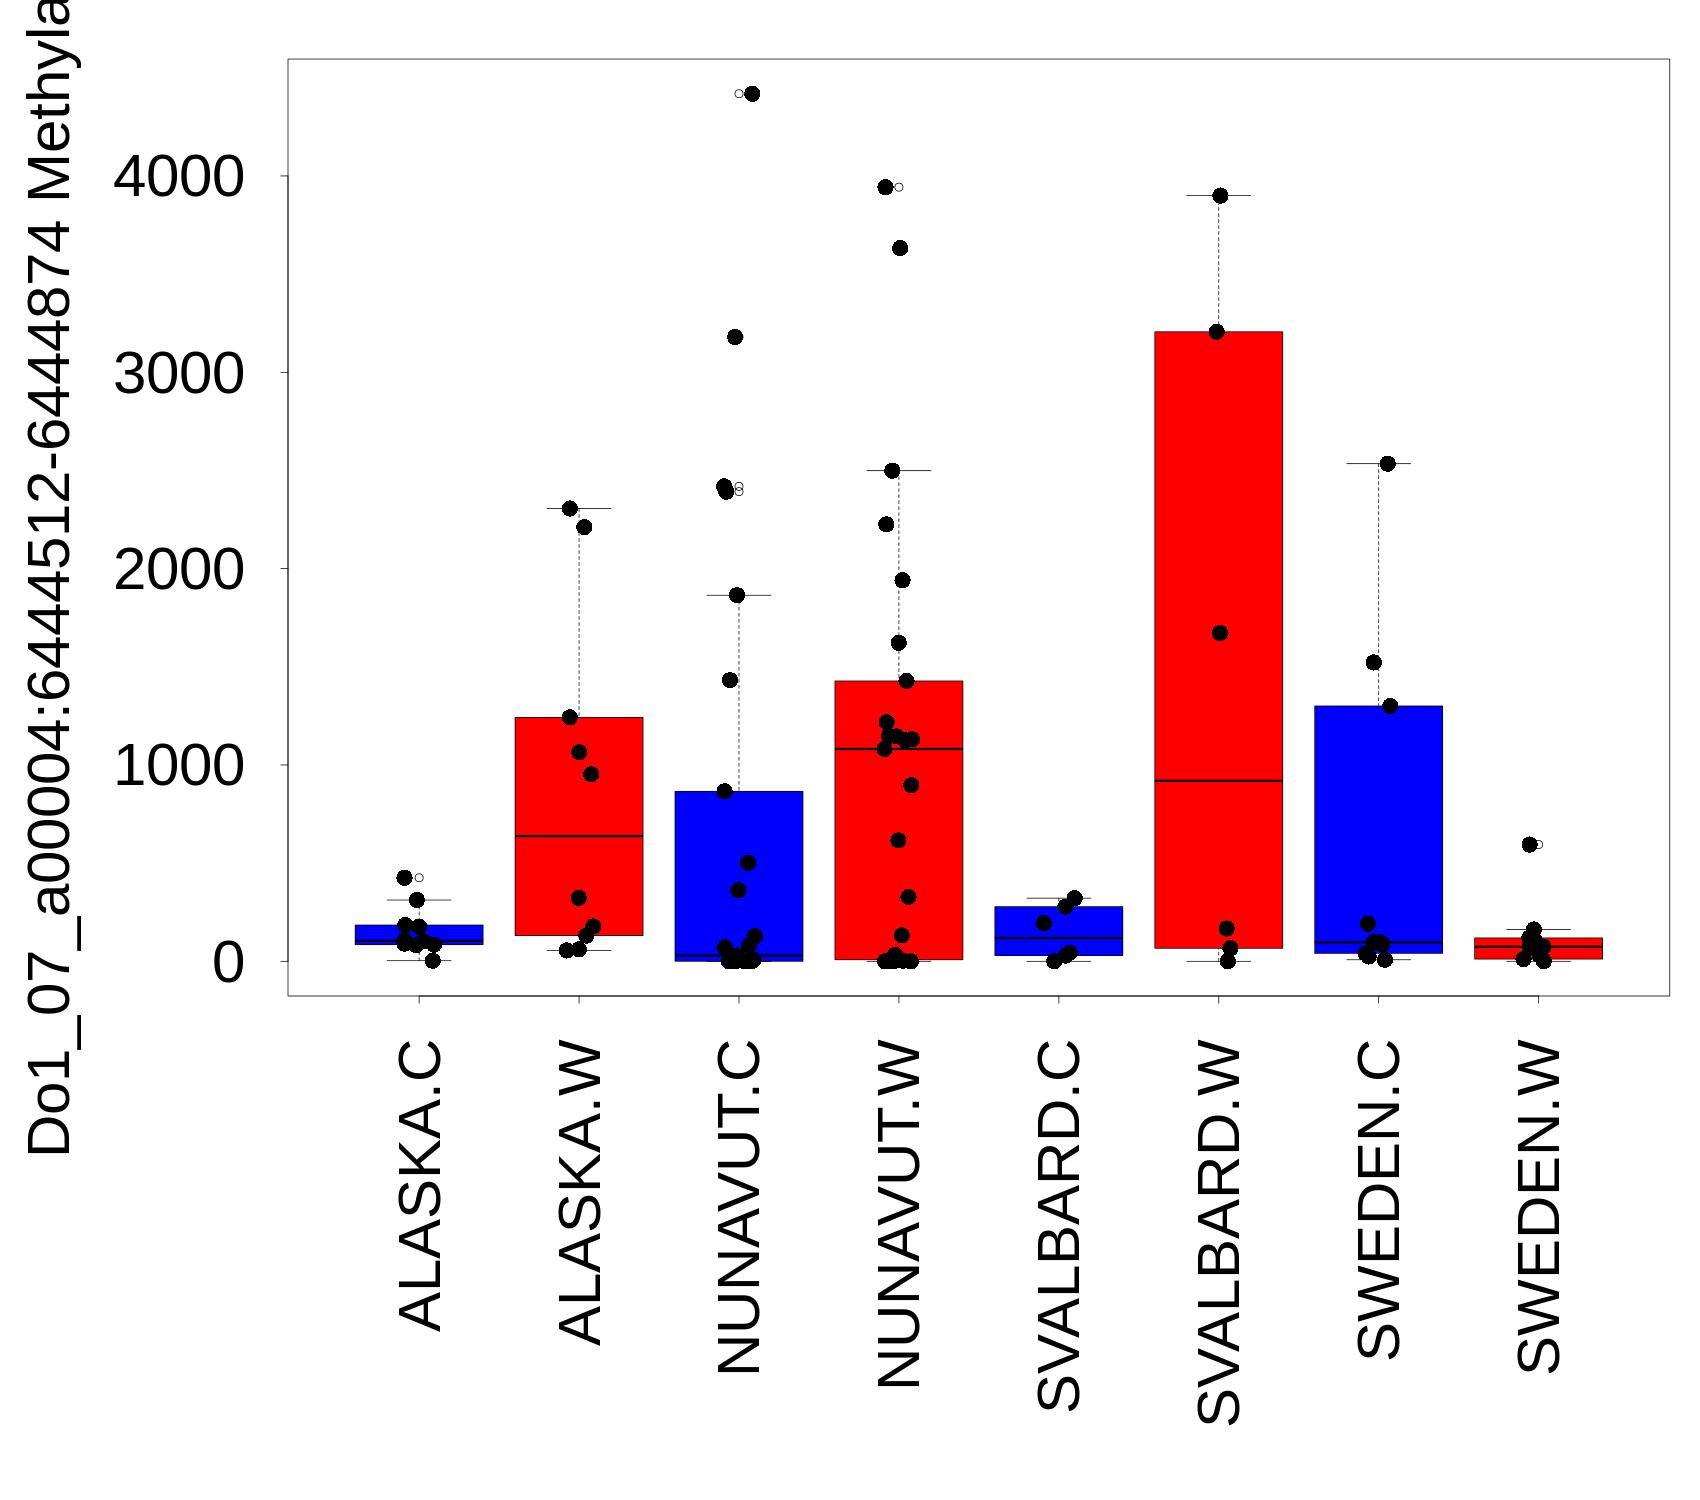 Do1_07_a00004:6444512-6444874 Methyla
4000
3000
2000
1000
0
ALASKA.C
ALASKA.W
NUNAVUT.C
NUNAVUT.W
SVALBARD.C
SVALBARD.W
SWEDEN.C
SWEDEN.W